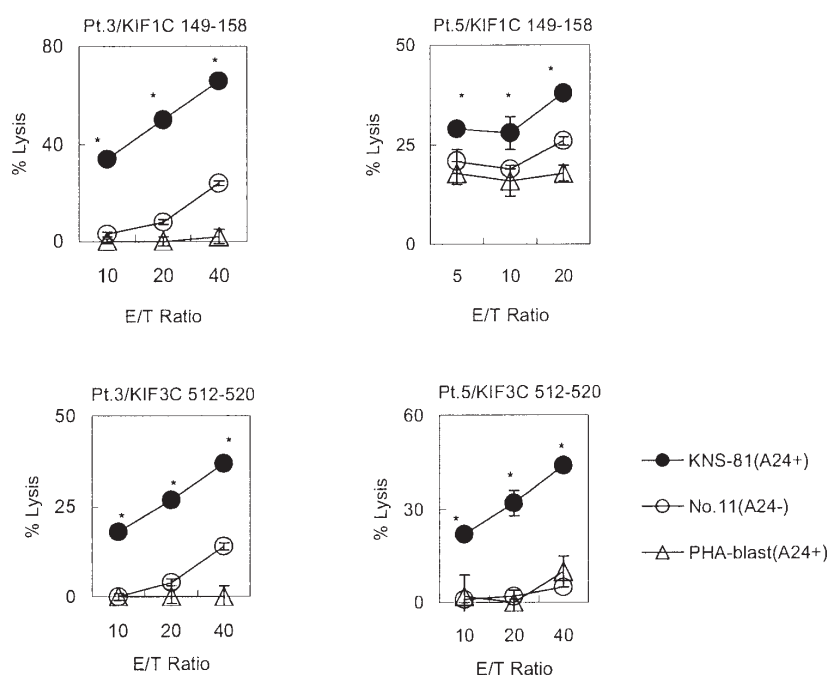 Pt.3/KIF1C 149-158
80
40
0
% Lysis
*
*
*
10 20 40
E/T Ratio
Pt.5/KIF1C 149-158
50
25
0
% Lysis
*
*
*
5 10 20
E/T Ratio
Pt.3/KIF3C 512-520
50
25
0
% Lysis
*
*
*
10 20 40
E/T Ratio
Pt.5/KIF3C 512-520
60
30
0
% Lysis
*
*
*
10 20 40
E/T Ratio
KNS-81(A24+)
No.11(A24-)
PHA-blast(A24+)